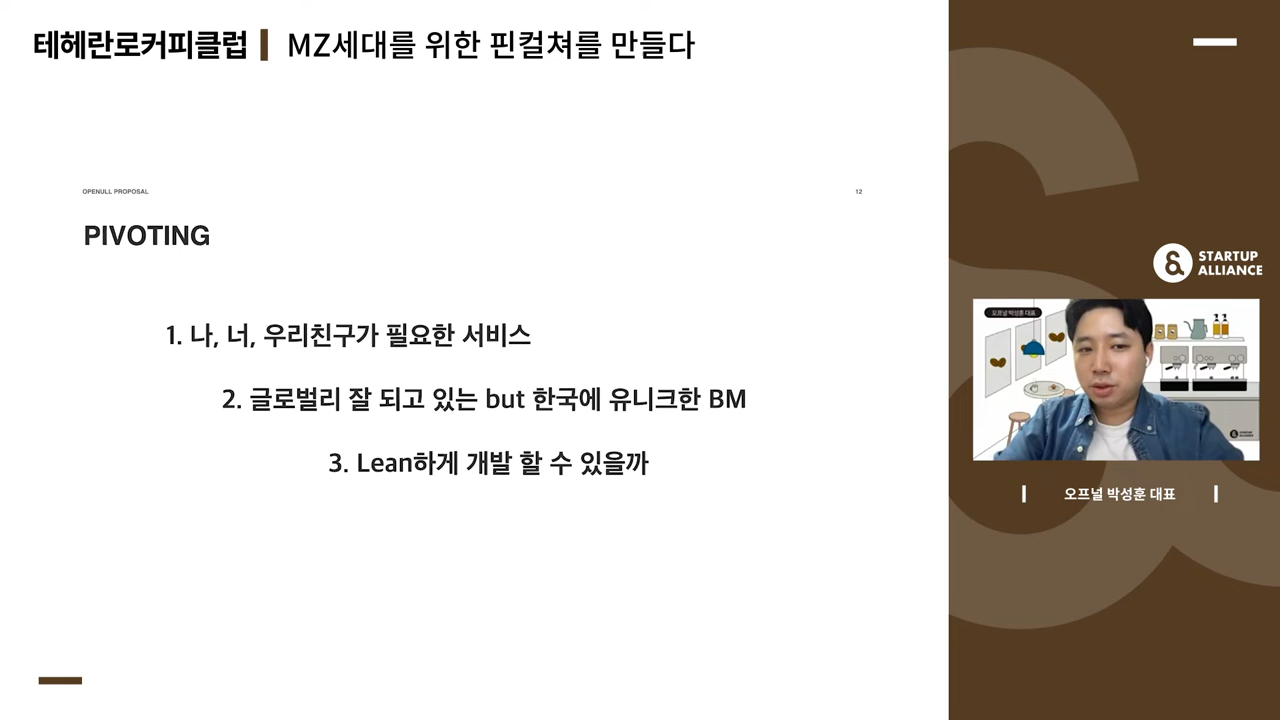 테헤란로커피클럽 MZ세대를 위한 핀컬쳐를 만들다
OPENULL PROPOSAL 12
PIVOTING
1. 나, 너, 우리친구가 필요한 서비스
2. 글로벌리 잘 되고 있는 but 한국에 유니크한 BM
3. Lean하게 개발 할 수 있을까
STARTUP
ALLIANCE
오프널 박성훈 대표
STARTUP
ALLIANCE
오프널 박성훈 대표